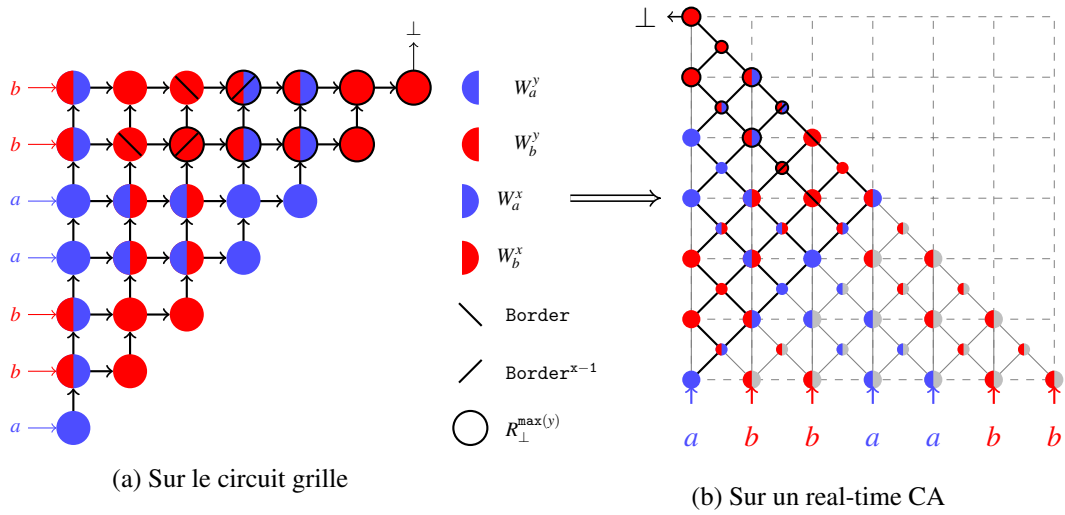 ⊥
b
b
a
a
b
b
a
W_a^y
W_b^y
W_a^x
W_b^x
Border
Border^{x−1}
R_⊥^{max(y)}
(a) Sur le circuit grille
⊥
a b b a a b b
(b) Sur un real-time CA